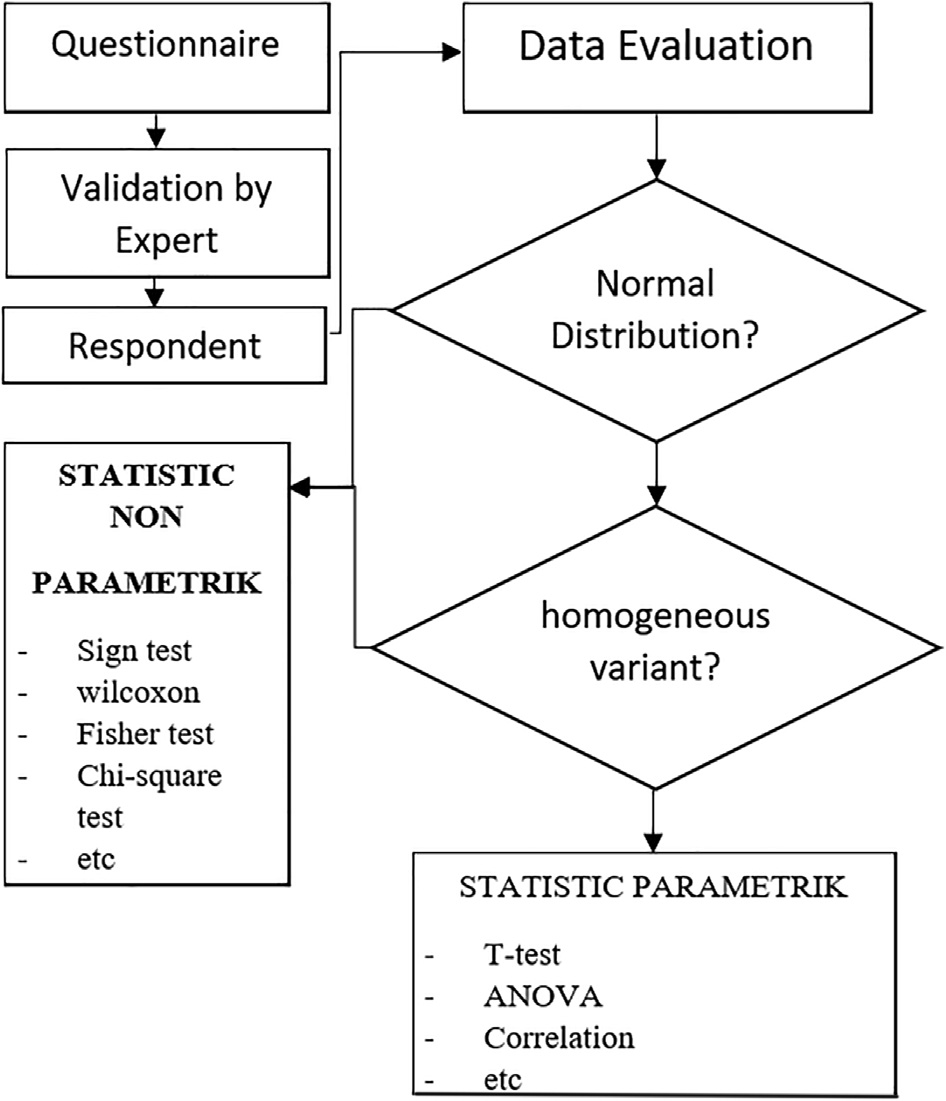 Questionnaire
Validation by
Expert
Respondent
Data Evaluation
Normal
Distribution?
homogeneous
variant?
STATISTIC
NON
PARAMETRIK
- Sign test
- wilcoxon
- Fisher test
- Chi-square
test
- etc
STATISTIC PARAMETRIK
- T-test
- ANOVA
- Correlation
- etc